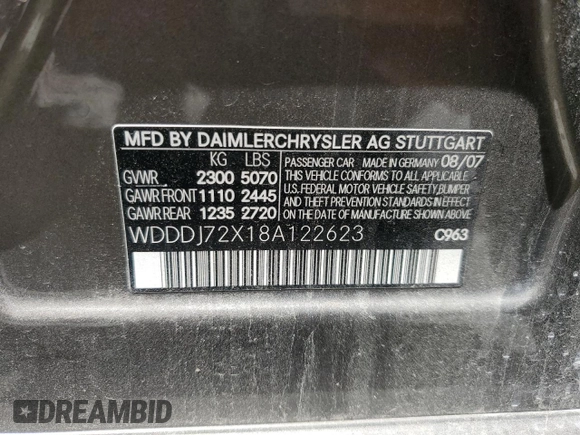 MFD BY DAIMLERCHRYSLER AG STUTTGART
KG LBS
GVWR 2300 5070
GAWR FRONT 1110 2445
GAWR REAR 1235 2720
PASSENGER CAR MADE IN GERMANY 08/07
THIS VEHICLE CONFORMS TO ALL APPLICABLE
U.S. FEDERAL MOTOR VEHICLE SAFETY, BUMPER
AND THEFT PREVENTION STANDARDS IN EFFECT
ON THE DATE OF MANUFACTURE SHOWN ABOVE.
WDDDJ72X18A122623
C963
DREAMBID